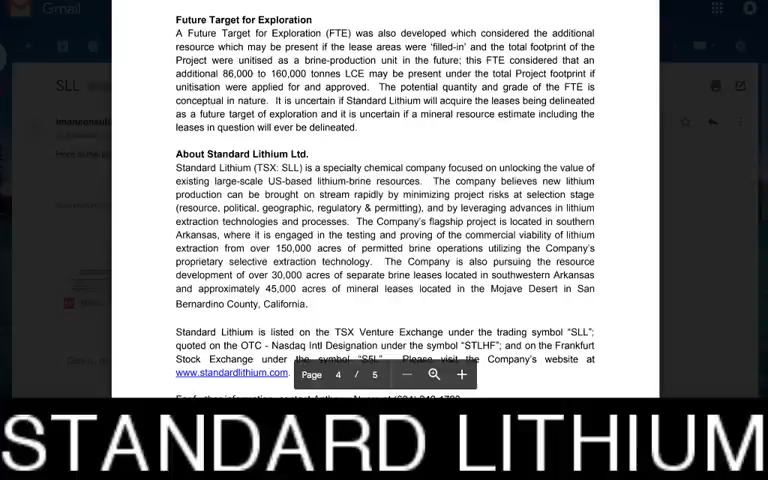 Gmail
Future Target for Exploration
A Future Target for Exploration (FTE) was also developed which considered the additional
resource which may be present if the lease areas were 'filled-in' and the total footprint of the
Project were unitised as a brine-production unit in the future; this FTE considered that an
additional 86,000 to 160,000 tonnes LCE may be present under the total Project footprint if
unitisation were applied for and approved. The potential quantity and grade of the FTE is
conceptual in nature. It is uncertain if Standard Lithium will acquire the leases being delineated
as a future target of exploration and it is uncertain if a mineral resource estimate including the
leases in question will ever be delineated.
SLL
About Standard Lithium Ltd.
Standard Lithium (TSX: SLL) is a specialty chemical company focused on unlocking the value of
existing large-scale US-based lithium-brine resources. The company believes new lithium
production can be brought on stream rapidly by minimizing project risks at selection stage
(resource, political, geographic, regulatory & permitting), and by leveraging advances in lithium
extraction technologies and processes. The Company's flagship project is located in southern
Arkansas, where it is engaged in the testing and proving of the commercial viability of lithium
extraction from over 150,000 acres of permitted brine operations utilizing the Company's
proprietary selective extraction technology. The Company is also pursuing the resource
development of over 30,000 acres of separate brine leases located in southwestern Arkansas
and approximately 45,000 acres of mineral leases located in the Mojave Desert in San
Bernardino County, California.
Standard Lithium is listed on the TSX Venture Exchange under the trading symbol "SLL";
quoted on the OTC - Nasdaq Intl Designation under the symbol "STLHF"; and on the Frankfurt
Stock Exchange under the symbol "S5L". Please visit the Company's website at
www.standardlithium.com.
Page 4 / 5
STANDARD LITHIUM